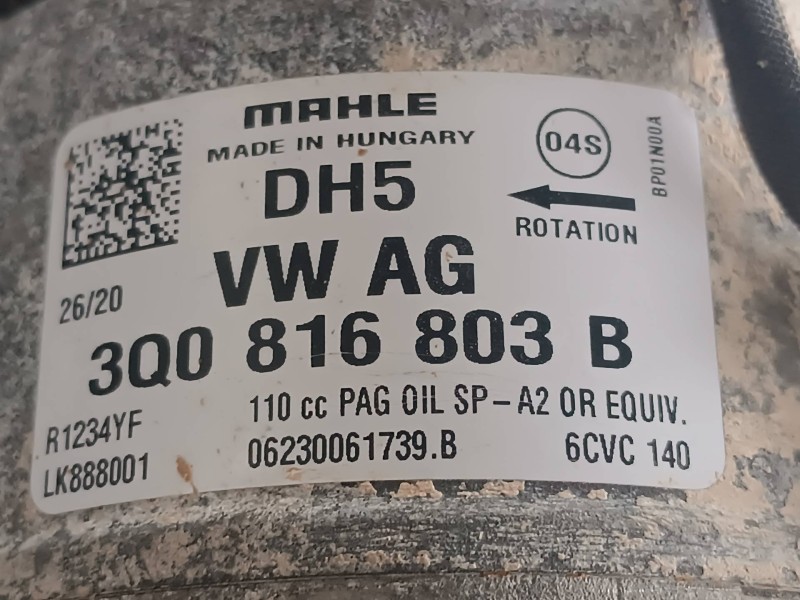 MAHLE
MADE IN HUNGARY
04S
BP01N00A
DH5
ROTATION
VW AG
26/20
3Q0 816 803 B
R1234YF
110 cc PAG OIL SP-A2 OR EQUIV.
LK888001
06230061739.B
6CVC 140